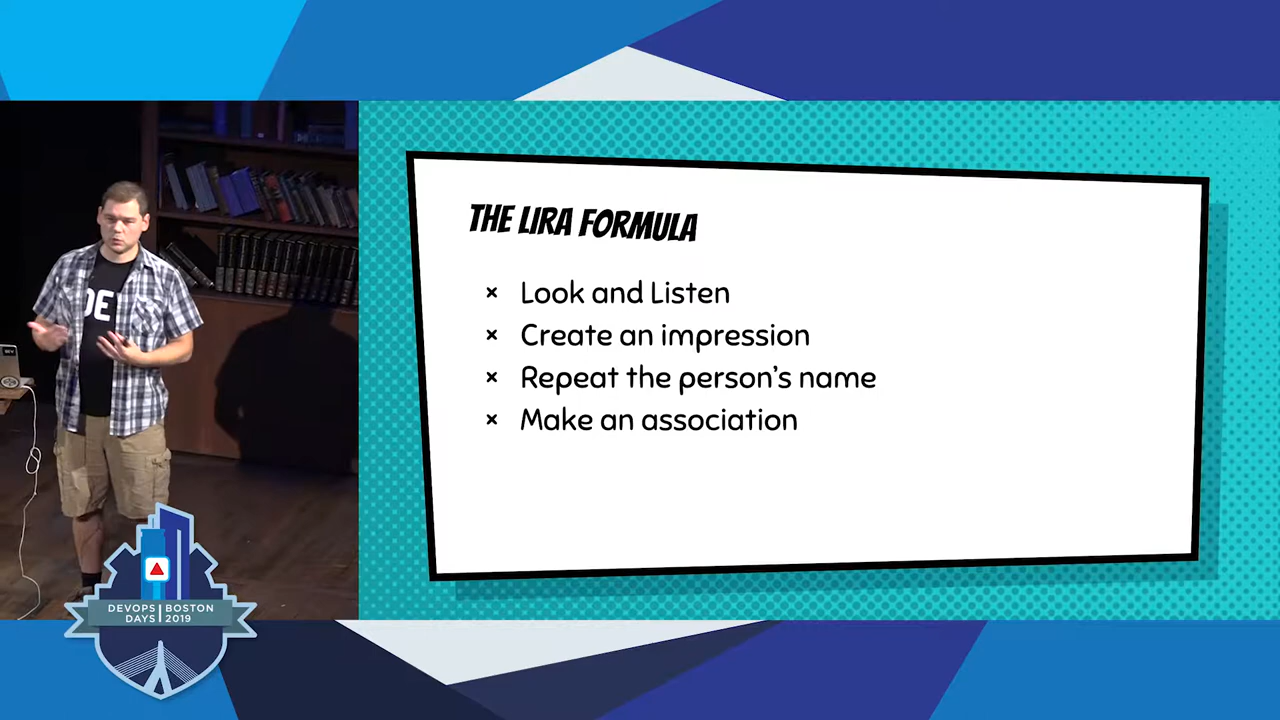 THE LIRA FORMULA
× Look and Listen
× Create an impression
× Repeat the person's name
× Make an association
DE
DEVOPS BOSTON
DAYS 2019